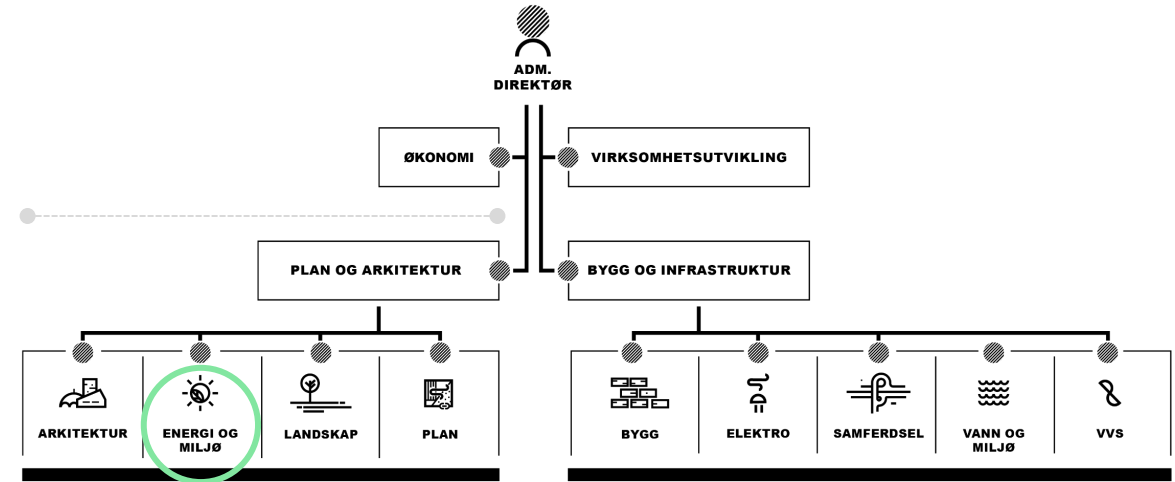 ADM.
DIREKTØR
ØKONOMI
VIRKSOMHETSUTVIKLING
PLAN OG ARKITEKTUR
BYGG OG INFRASTRUKTUR
ARKITEKTUR
ENERGI OG
MILJØ
LANDSKAP
PLAN
BYGG
ELEKTRO
SAMFERDSEL
VANN OG
MILJØ
VVS